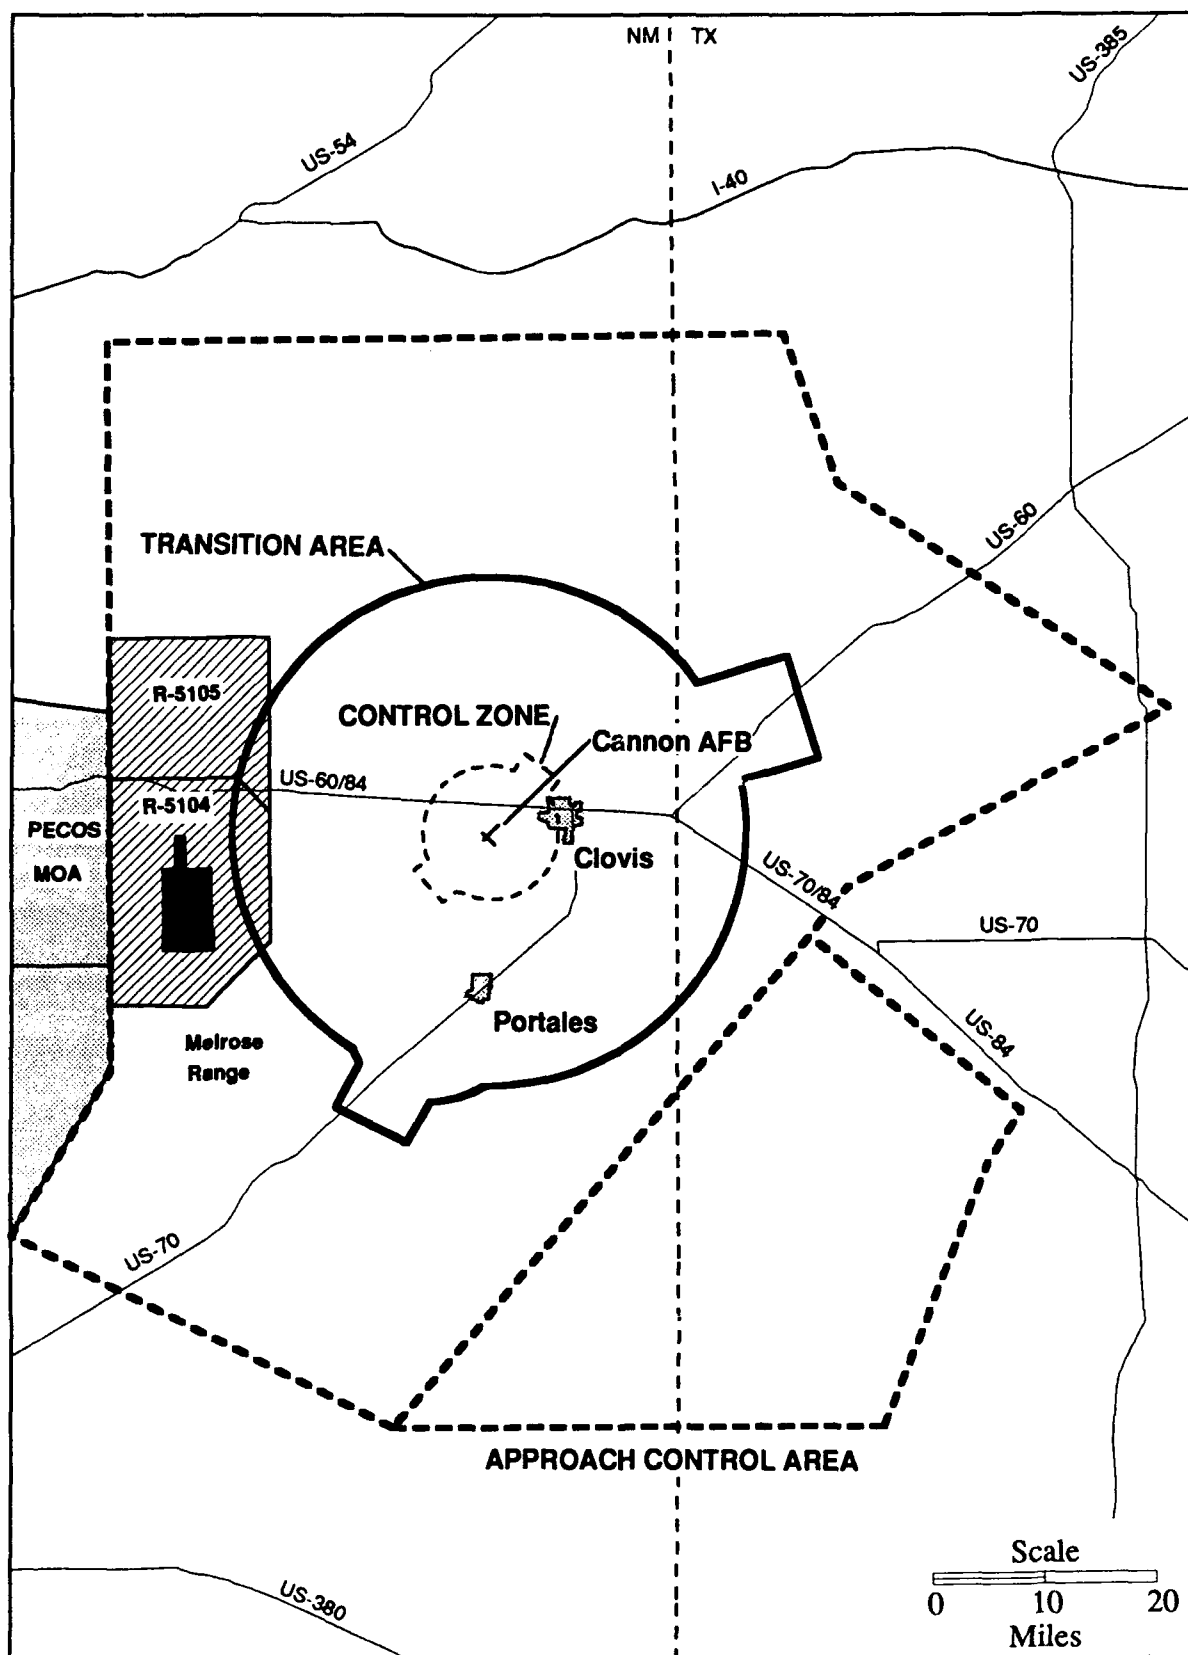 NM TX
US-385
US-54
I-40
US-60
TRANSITION AREA
R-5105
CONTROL ZONE
Cannon AFB
US-60/84
R-5104
PECOS
MOA
Clovis
US-70/84
US-70
Portales
US-84
Melrose
Range
US-70
APPROACH CONTROL AREA
Scale
0 10 20
Miles
US-380